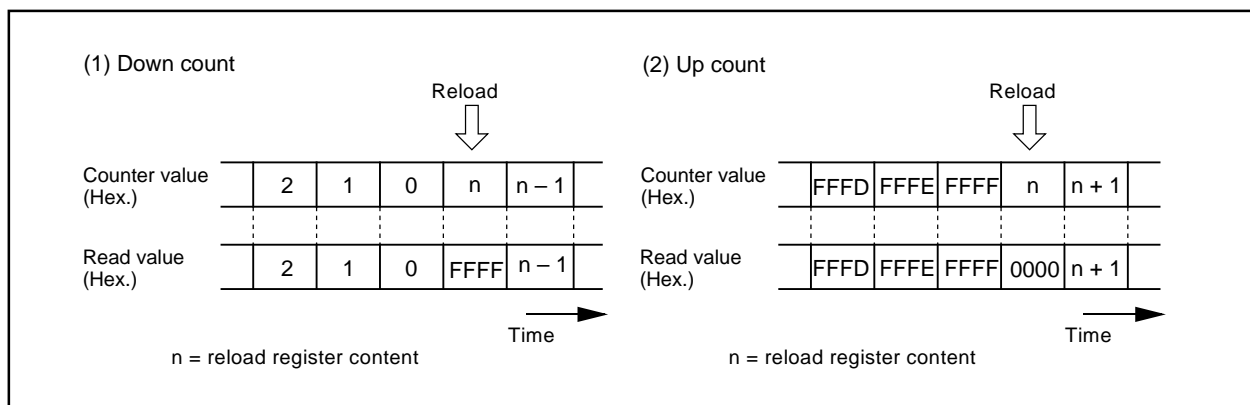 (1) Down count
Reload
Counter value
(Hex.)
2 1 0 n n – 1
Read value
(Hex.)
2 1 0 FFFF n – 1
Time
n = reload register content
(2) Up count
Reload
Counter value
(Hex.)
FFFD FFFE FFFF n n + 1
Read value
(Hex.)
FFFD FFFE FFFF 0000 n + 1
Time
n = reload register content